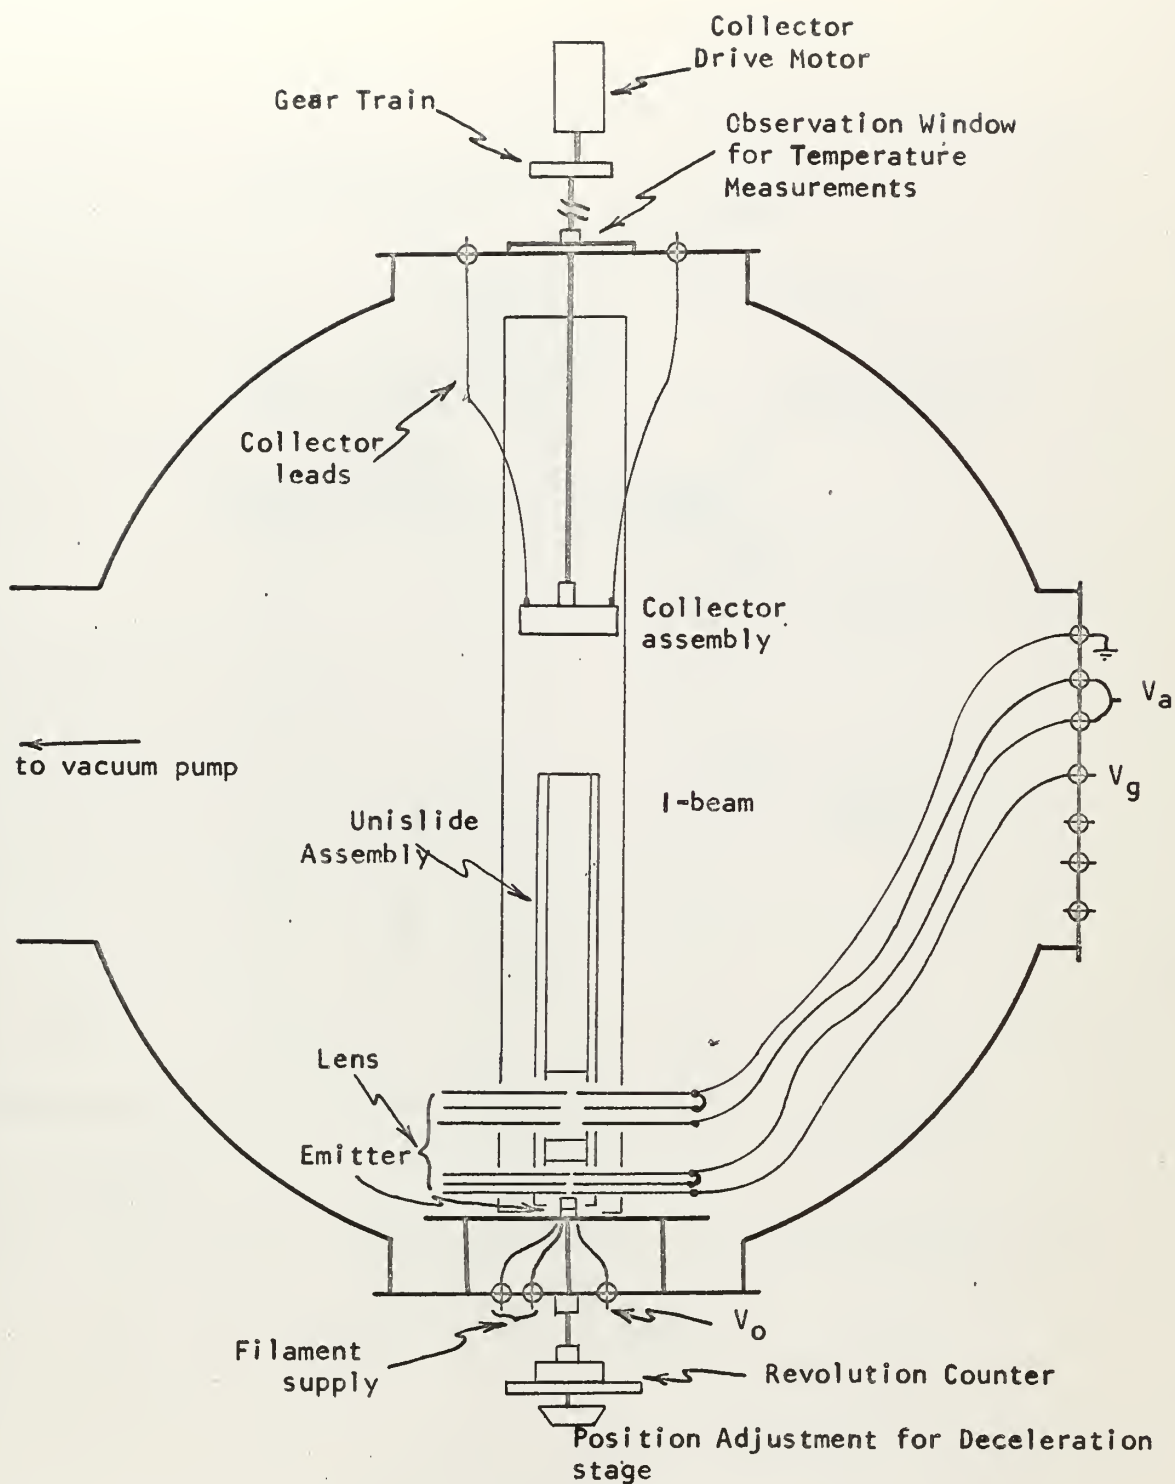 Collector
Drive Motor
Gear Train
Observation Window
for Temperature
Measurements
Collector
leads
Collector
assembly
V_a
to vacuum pump
V_g
I-beam
Unislide
Assembly
Lens
Emitter
V_o
Filament
supply
Revolution Counter
Position Adjustment for Deceleration
stage